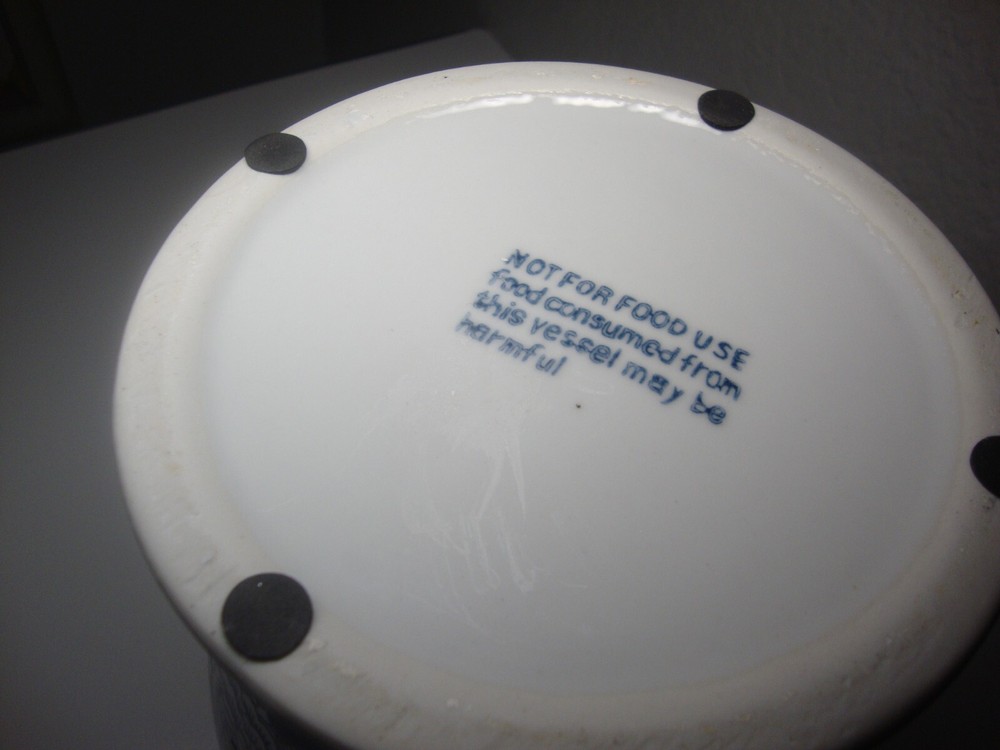 NOT FOR FOOD USE
food consumed from
this vessel may be
harmful